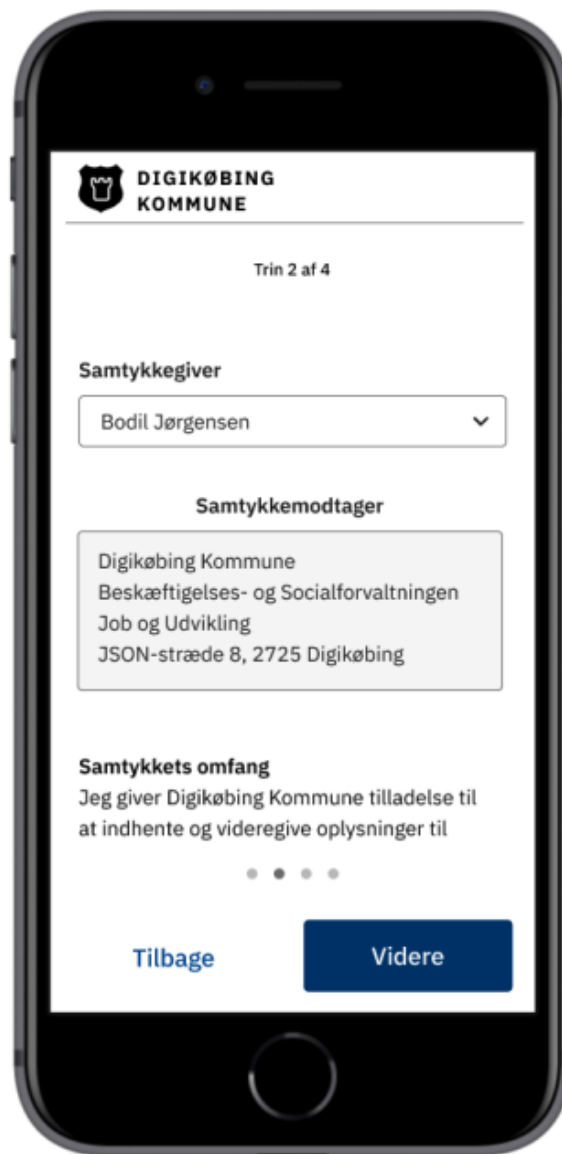 DIGIKØBING
KOMMUNE
Trin 2 af 4
Samtykkegiver
Bodil Jørgensen
Samtykkemodtager
Digikøbing Kommune
Beskæftigelses- og Socialforvaltningen
Job og Udvikling
JSON-stræde 8, 2725 Digikøbing
Samtykkets omfang
Jeg giver Digikøbing Kommune tilladelse til
at indhente og videregive oplysninger til
Tilbage
Videre